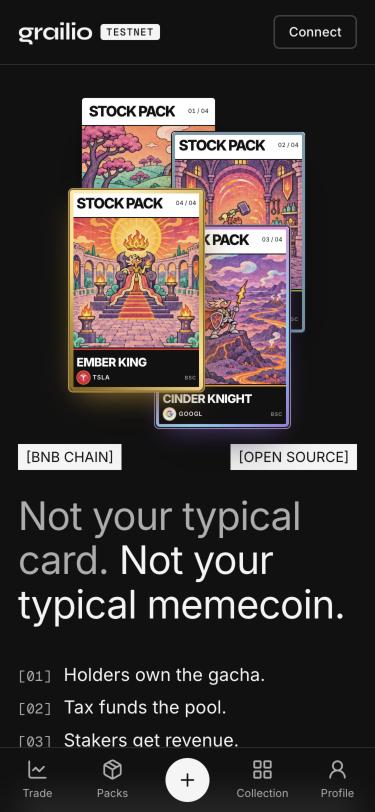 grailio TESTNET
Connect
STOCK PACK 01 / 04
STOCK PACK 02 / 04
STOCK PACK 04 / 04
PACK 03 / 04
EMBER KING
TSLA BSC
CINDER KNIGHT
GOOGL BSC
[BNB CHAIN] [OPEN SOURCE]
Not your typical
card. Not your
typical memecoin.
[01] Holders own the gacha.
[02] Tax funds the pool.
[03] Stakers get revenue.
Trade Packs + Collection Profile